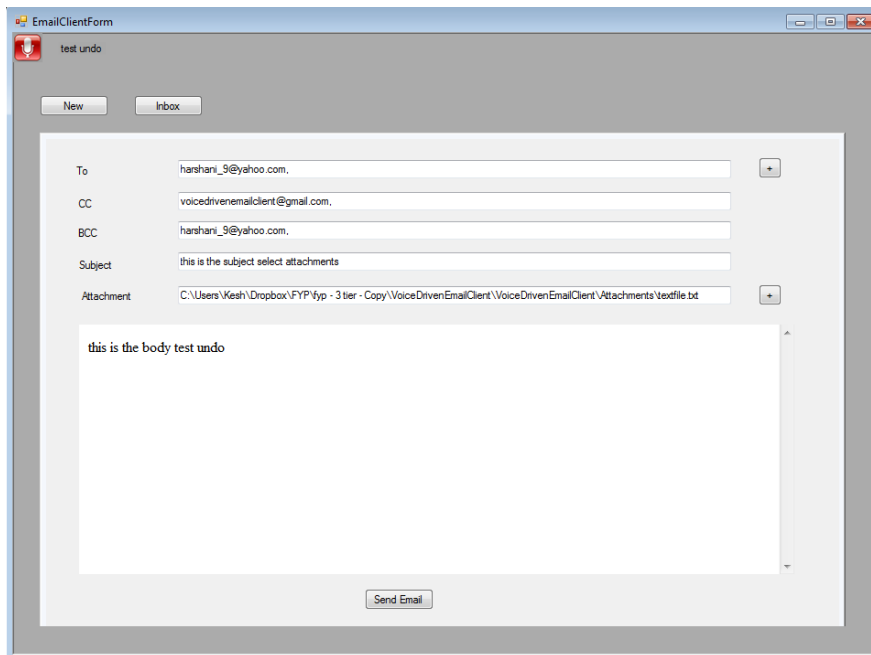 EmailClientForm
test undo
New Inbox
To harshani_9@yahoo.com, +
CC voicedrivenemailclient@gmail.com,
BCC harshani_9@yahoo.com,
Subject this is the subject select attachments
Attachment C:\Users\Kesh\Dropbox\FYP\fyp - 3 tier - Copy\VoiceDrivenEmailClient\VoiceDrivenEmailClient\Attachments\textfile.txt +
this is the body test undo
Send Email